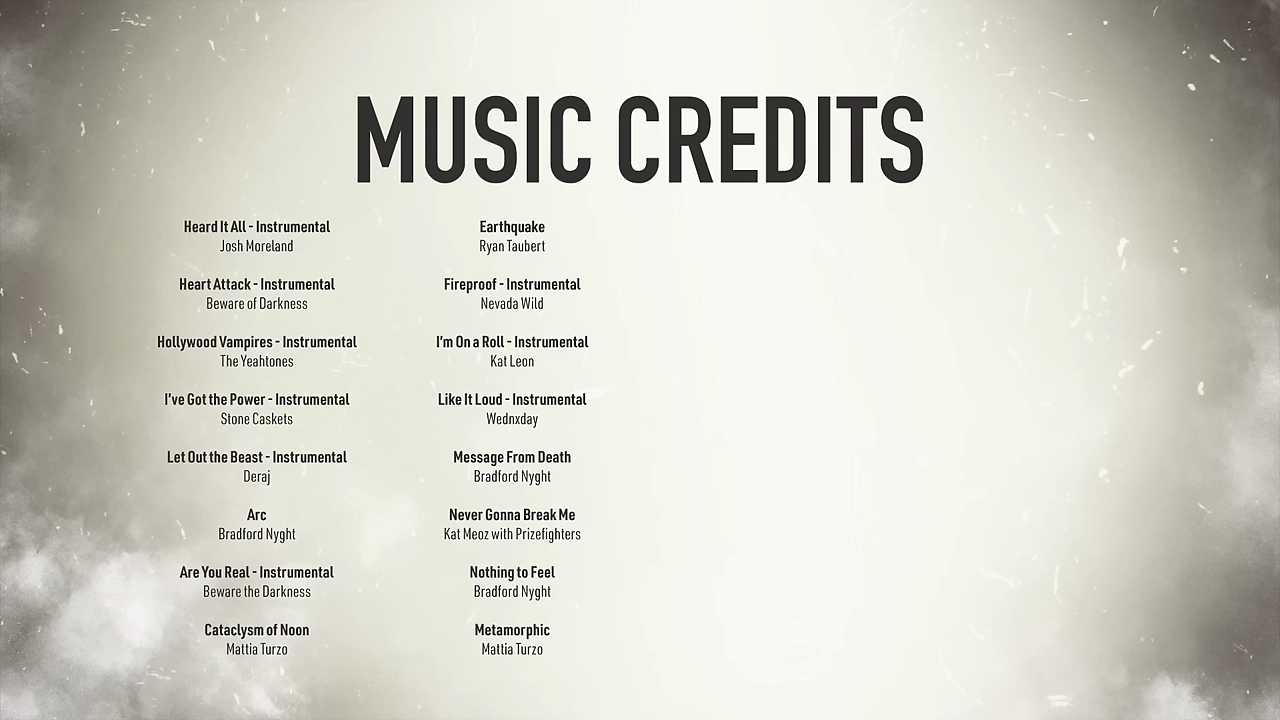 MUSIC CREDITS
Heard It All - Instrumental
Josh Moreland
Heart Attack - Instrumental
Beware of Darkness
Hollywood Vampires - Instrumental
The Yeahtones
I've Got the Power - Instrumental
Stone Caskets
Let Out the Beast - Instrumental
Deraj
Arc
Bradford Nyght
Are You Real - Instrumental
Beware the Darkness
Cataclysm of Noon
Mattia Turzo
Earthquake
Ryan Taubert
Fireproof - Instrumental
Nevada Wild
I'm On a Roll - Instrumental
Kat Leon
Like It Loud - Instrumental
Wednxday
Message From Death
Bradford Nyght
Never Gonna Break Me
Kat Meoz with Prizefighters
Nothing to Feel
Bradford Nyght
Metamorphic
Mattia Turzo